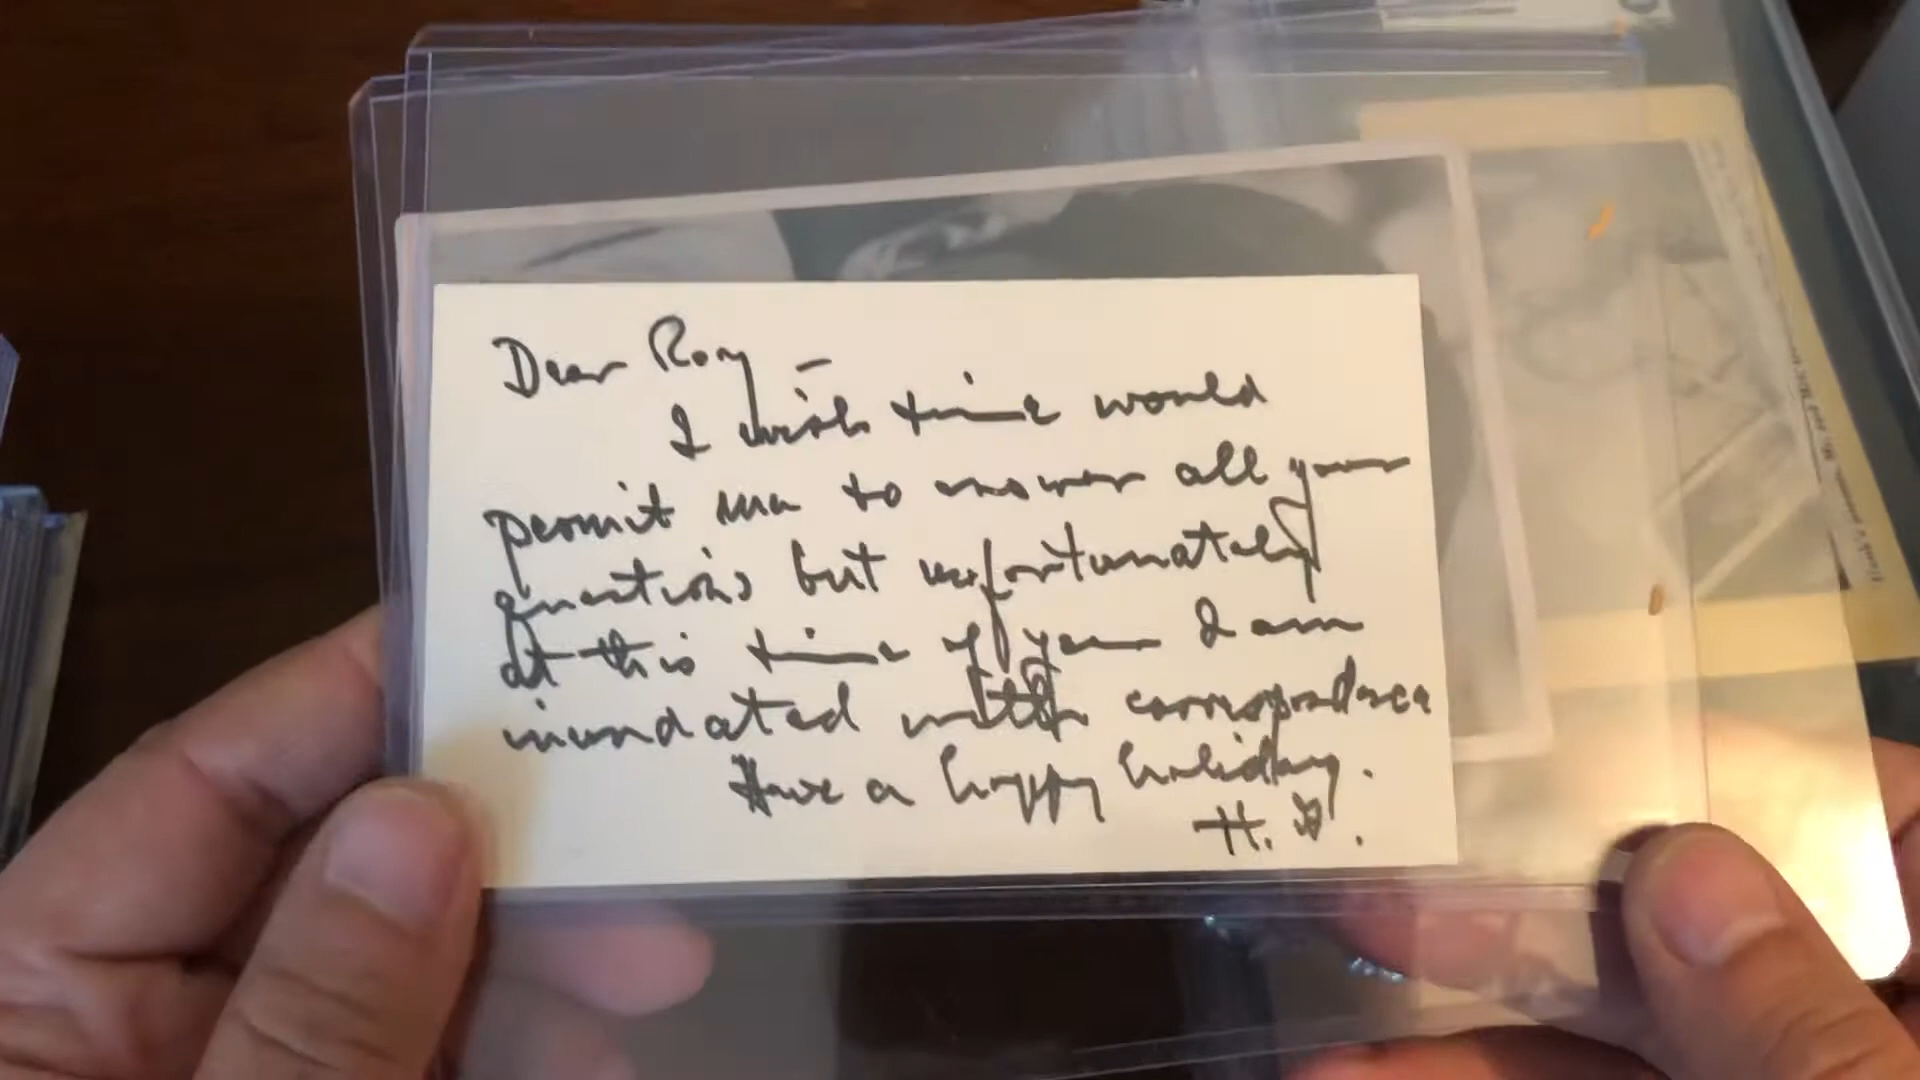 Dear Rory –
I wish time would
permit me to answer all your
questions but unfortunately
at this time of year I am
inundated with correspondence
Have a happy holiday.
H.